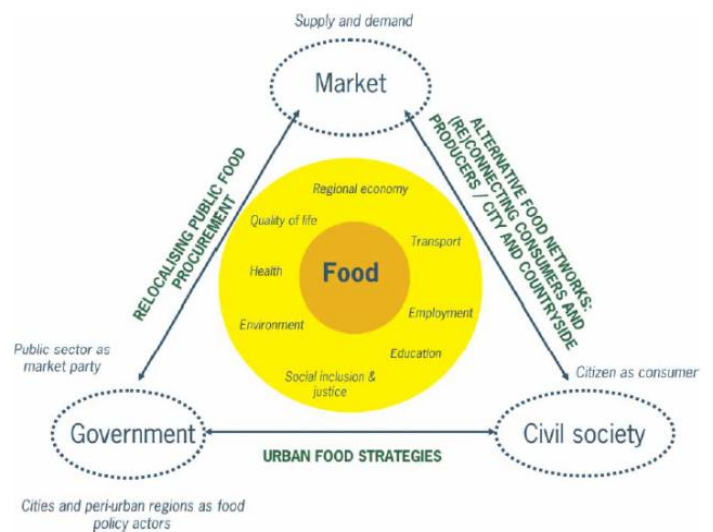 Supply and demand
Market
RELOCALISING PUBLIC FOOD
PROCUREMENT
ALTERNATIVE FOOD NETWORKS:
(RE)CONNECTING CONSUMERS AND
PRODUCERS / CITY AND COUNTRYSIDE
Regional economy
Quality of life
Transport
Health
Food
Environment
Employment
Education
Social inclusion &
justice
Public sector as
market party
Citizen as consumer
Government
URBAN FOOD STRATEGIES
Civil society
Cities and peri-urban regions as food
policy actors